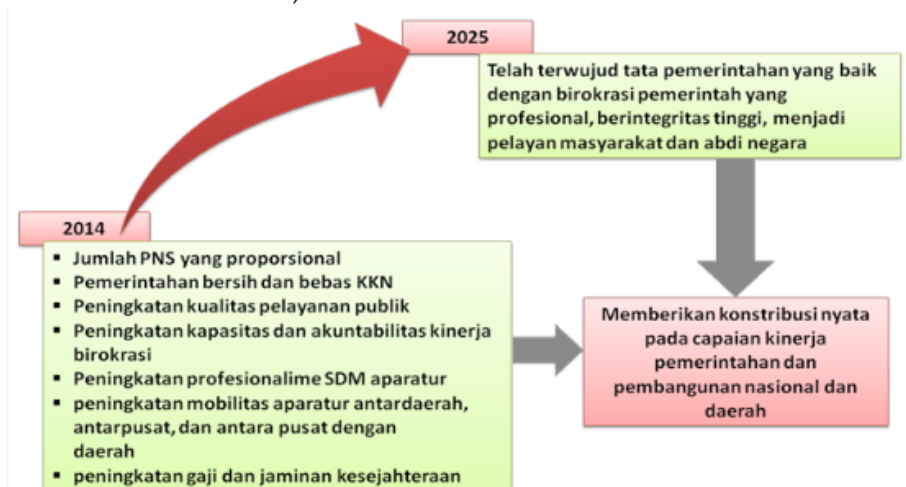 2025
Telah terwujud tata pemerintahan yang baik
dengan birokrasi pemerintah yang
profesional, berintegritas tinggi, menjadi
pelayan masyarakat dan abdi negara
2014
▪ Jumlah PNS yang proporsional
▪ Pemerintahan bersih dan bebas KKN
▪ Peningkatan kualitas pelayanan publik
▪ Peningkatan kapasitas dan akuntabilitas kinerja
birokrasi
▪ Peningkatan profesionalime SDM aparatur
▪ peningkatan mobilitas aparatur antardaerah,
antarpusat, dan antara pusat dengan
daerah
▪ peningkatan gaji dan jaminan kesejahteraan
Memberikan konstribusi nyata
pada capaian kinerja
pemerintahan dan
pembangunan nasional dan
daerah